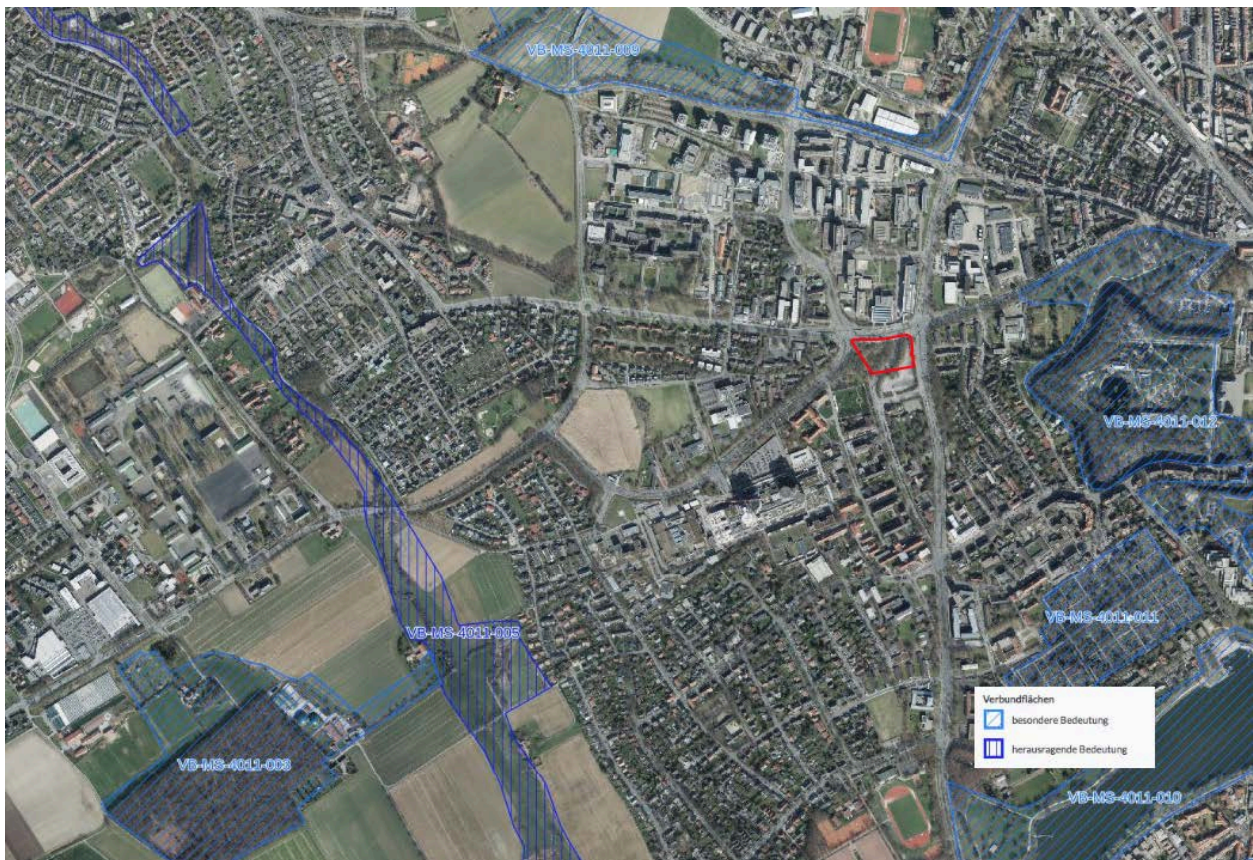 VB-MS-4011-009
VB-MS-4011-012
VB-MS-4011-005
VB-MS-4011-011
VB-MS-4011-003
VB-MS-4011-010
Verbundflächen
besondere Bedeutung
herausragende Bedeutung